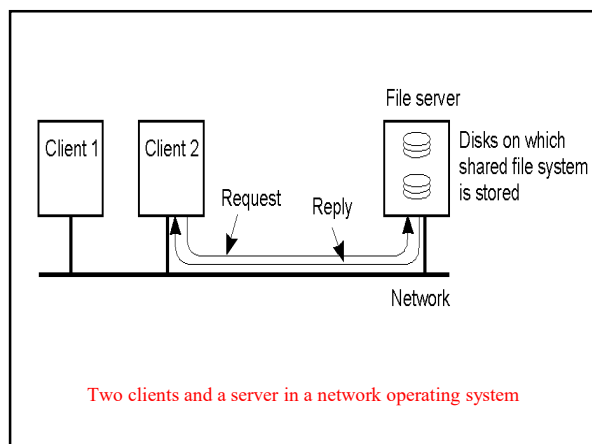 File server
Client 1
Client 2
Disks on which
shared file system
is stored
Request
Reply
Network
Two clients and a server in a network operating system